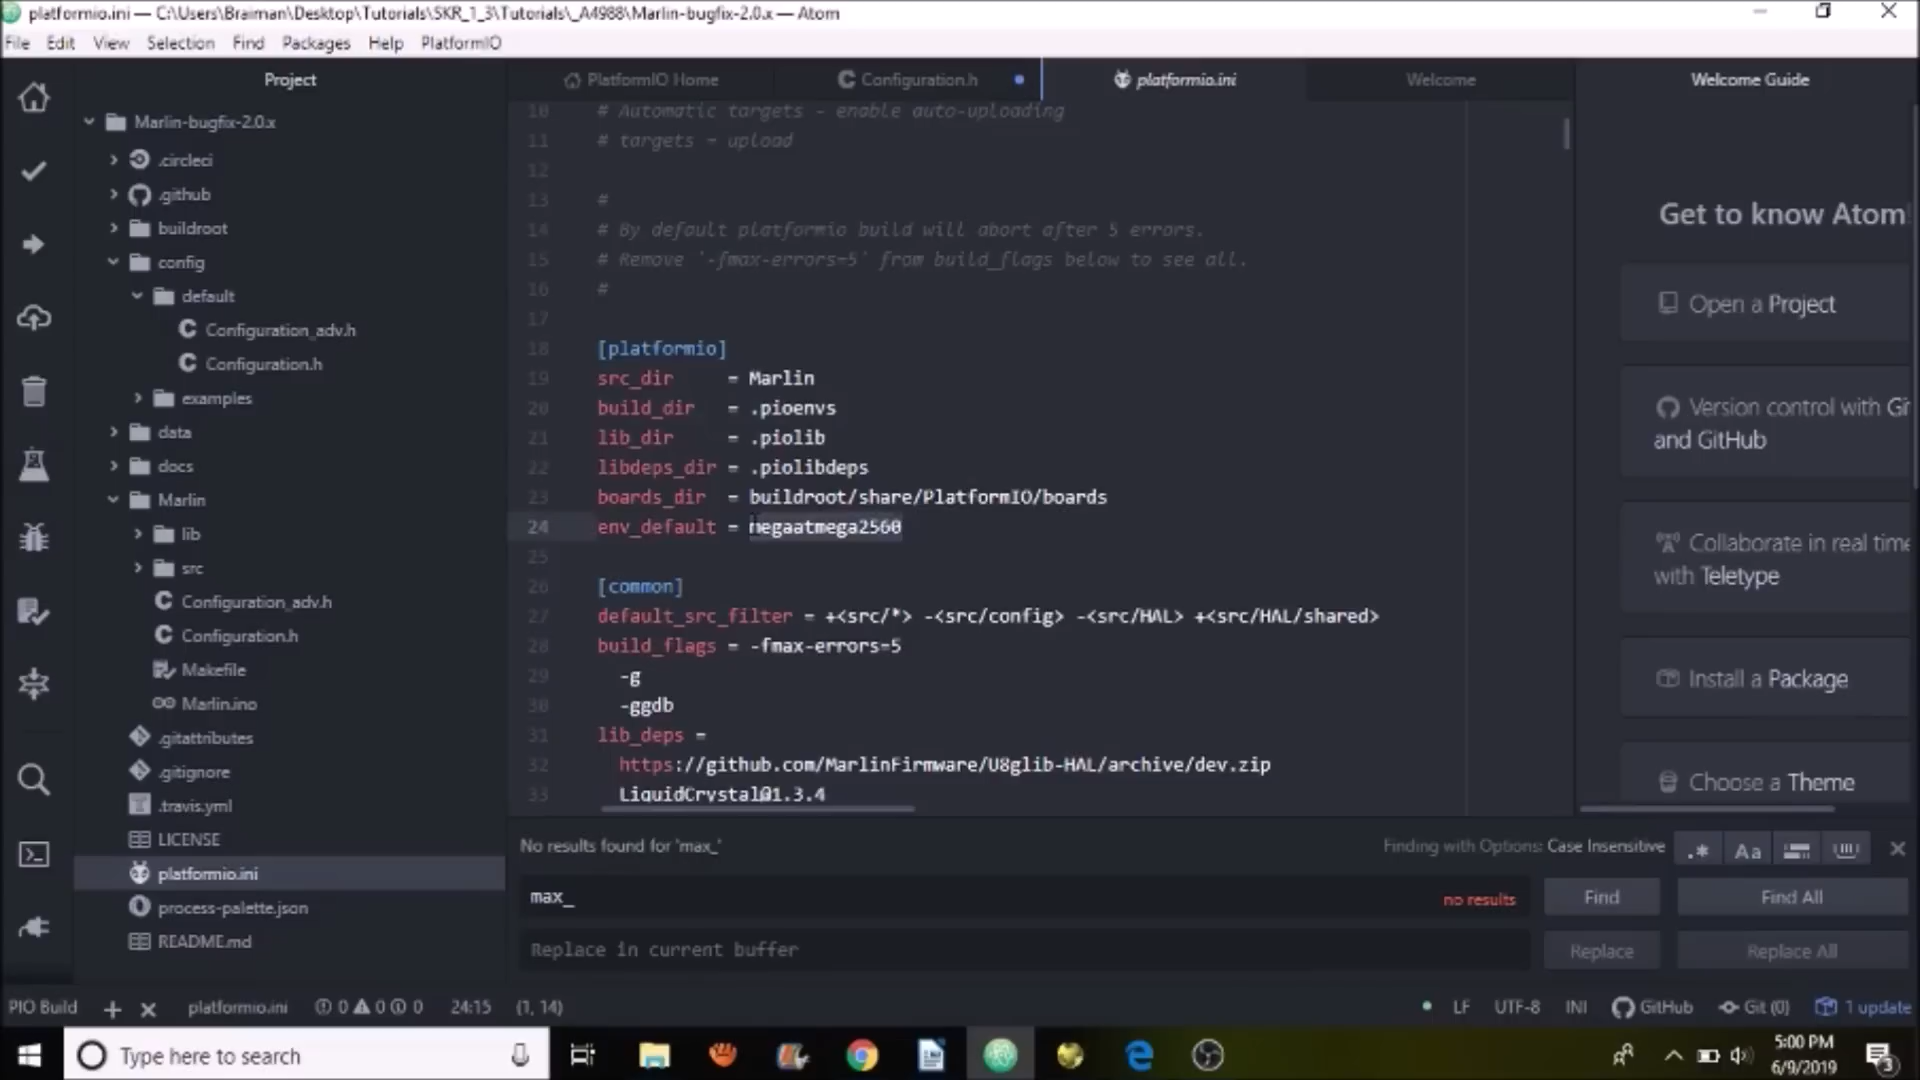 platformio.ini — C:\Users\Braiman\Desktop\Tutorials\SKR_1_3\Tutorials\_A4988\Marlin-bugfix-2.0.x — Atom
File Edit View Selection Find Packages Help PlatformIO
Project
PlatformIO Home
Configuration.h
platformio.ini
Welcome
Welcome Guide
Marlin-bugfix-2.0.x
.circleci
.github
buildroot
config
default
Configuration_adv.h
Configuration.h
examples
data
docs
Marlin
lib
src
Configuration_adv.h
Configuration.h
Makefile
Marlin.ino
.gitattributes
.gitignore
.travis.yml
LICENSE
platformio.ini
process-palette.json
README.md
10 # Automatic targets - enable auto-uploading
11 # targets = upload
12
13 #
14 # By default platformio build will abort after 5 errors.
15 # Remove '-fmax-errors=5' from build_flags below to see all.
16 #
17
18 [platformio]
19 src_dir = Marlin
20 build_dir = .pioenvs
21 lib_dir = .piolib
22 libdeps_dir = .piolibdeps
23 boards_dir = buildroot/share/PlatformIO/boards
24 env_default = megaatmega2560
25
26 [common]
27 default_src_filter = +<src/*> -<src/config> -<src/HAL> +<src/HAL/shared>
28 build_flags = -fmax-errors=5
29 -g
30 -ggdb
31 lib_deps =
32 https://github.com/MarlinFirmware/U8glib-HAL/archive/dev.zip
33 LiquidCrystal@1.3.4
Get to know Atom
Open a Project
Version control with Gi
and GitHub
Collaborate in real time
with Teletype
Install a Package
Choose a Theme
No results found for 'max_'
Finding with Options: Case Insensitive
.* Aa
max_
no results
Find
Find All
Replace in current buffer
Replace
Replace All
PIO Build + × platformio.ini 0 0 0 24:15 (1, 14)
LF UTF-8 INI GitHub Git (0) 1 update
Type here to search
5:00 PM
6/9/2019
3